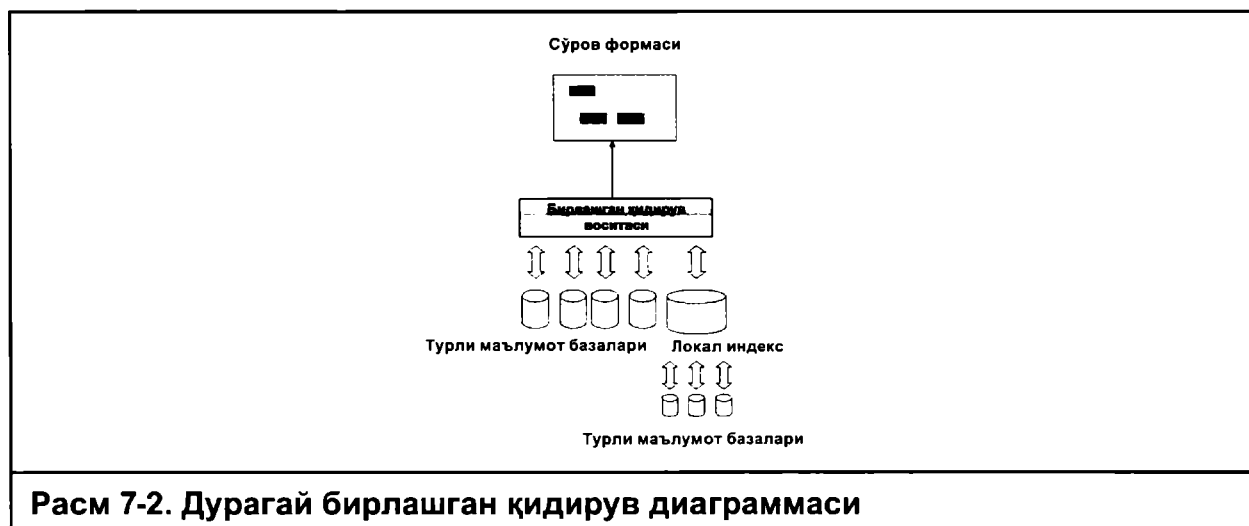 Сўров формаси
Бирлашган қидирув
воситаси
Турли маълумот базалари Локал индекс
Турли маълумот базалари
Расм 7-2. Дурагай бирлашган қидирув диаграммаси